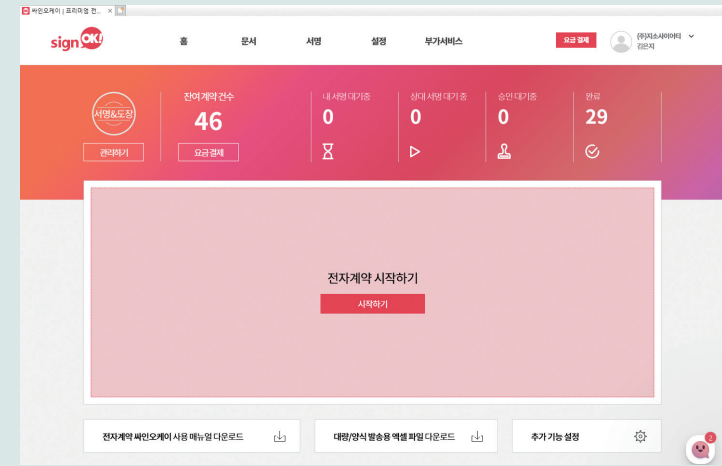 싸인오케이 | 프리미엄 전...
sign OK!
홈 문서 서명 설정 부가서비스
요금 결제
(주)지소사이어티
김은지
서명&도장
관리하기
잔여 계약 건수
46
요금결제
내 서명 대기중
0
상대 서명 대기 중
0
승인 대기중
0
완료
29
전자계약 시작하기
시작하기
전자계약 싸인오케이 사용 매뉴얼 다운로드
대량/양식 발송용 엑셀 파일 다운로드
추가 기능 설정
2